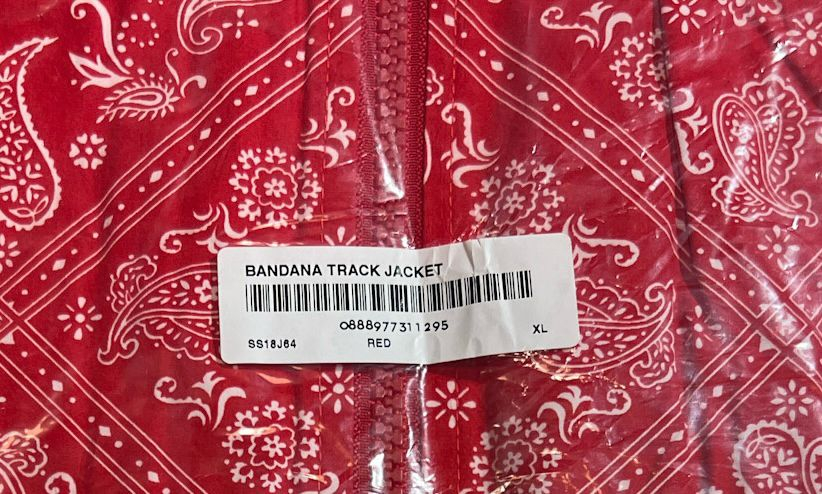 BANDANA TRACK JACKET
0888977311295
XL
SS18J64
RED